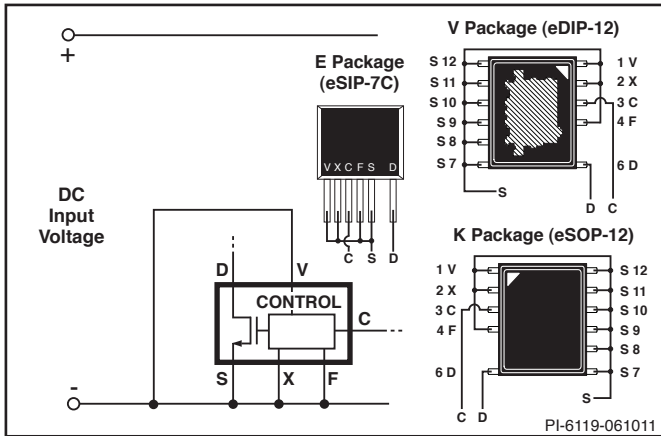 V Package (eDIP-12)
E Package
(eSIP-7C)
+
S 12
S 11
S 10
S 9
S 8
S 7
1 V
2 X
3 C
4 F
6 D
S
D C
V X C F S D
C S D
DC
Input
Voltage
K Package (eSOP-12)
1 V
2 X
3 C
4 F
6 D
S 12
S 11
S 10
S 9
S 8
S 7
S
C D
D V
CONTROL
C
S X F
-
PI-6119-061011